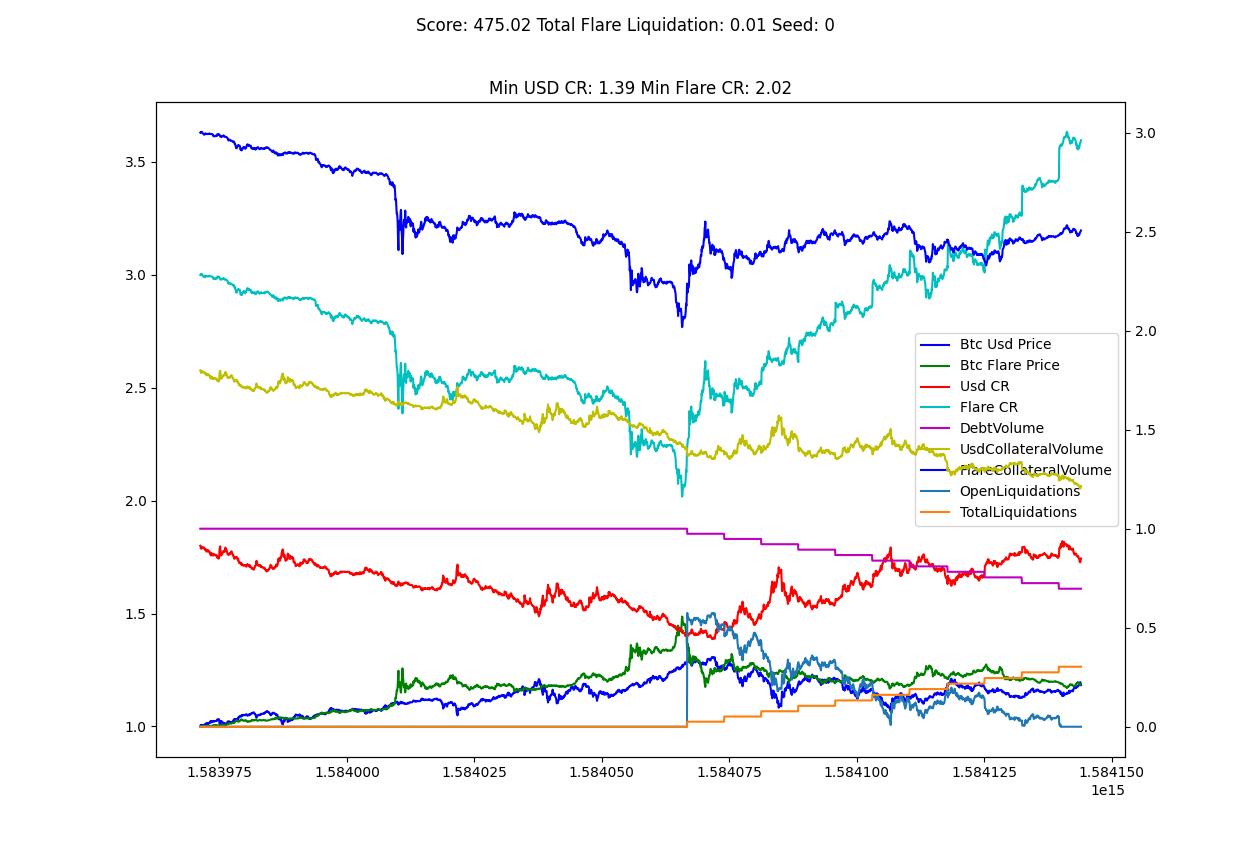 Score: 475.02 Total Flare Liquidation: 0.01 Seed: 0
Min USD CR: 1.39 Min Flare CR: 2.02
3.5
3.0
2.5
2.0
1.5
1.0
3.0
2.5
2.0
1.5
1.0
0.5
0.0
Btc Usd Price
Btc Flare Price
Usd CR
Flare CR
DebtVolume
UsdCollateralVolume
FlareCollateralVolume
OpenLiquidations
TotalLiquidations
1.583975 1.584000 1.584025 1.584050 1.584075 1.584100 1.584125 1.584150
1e15